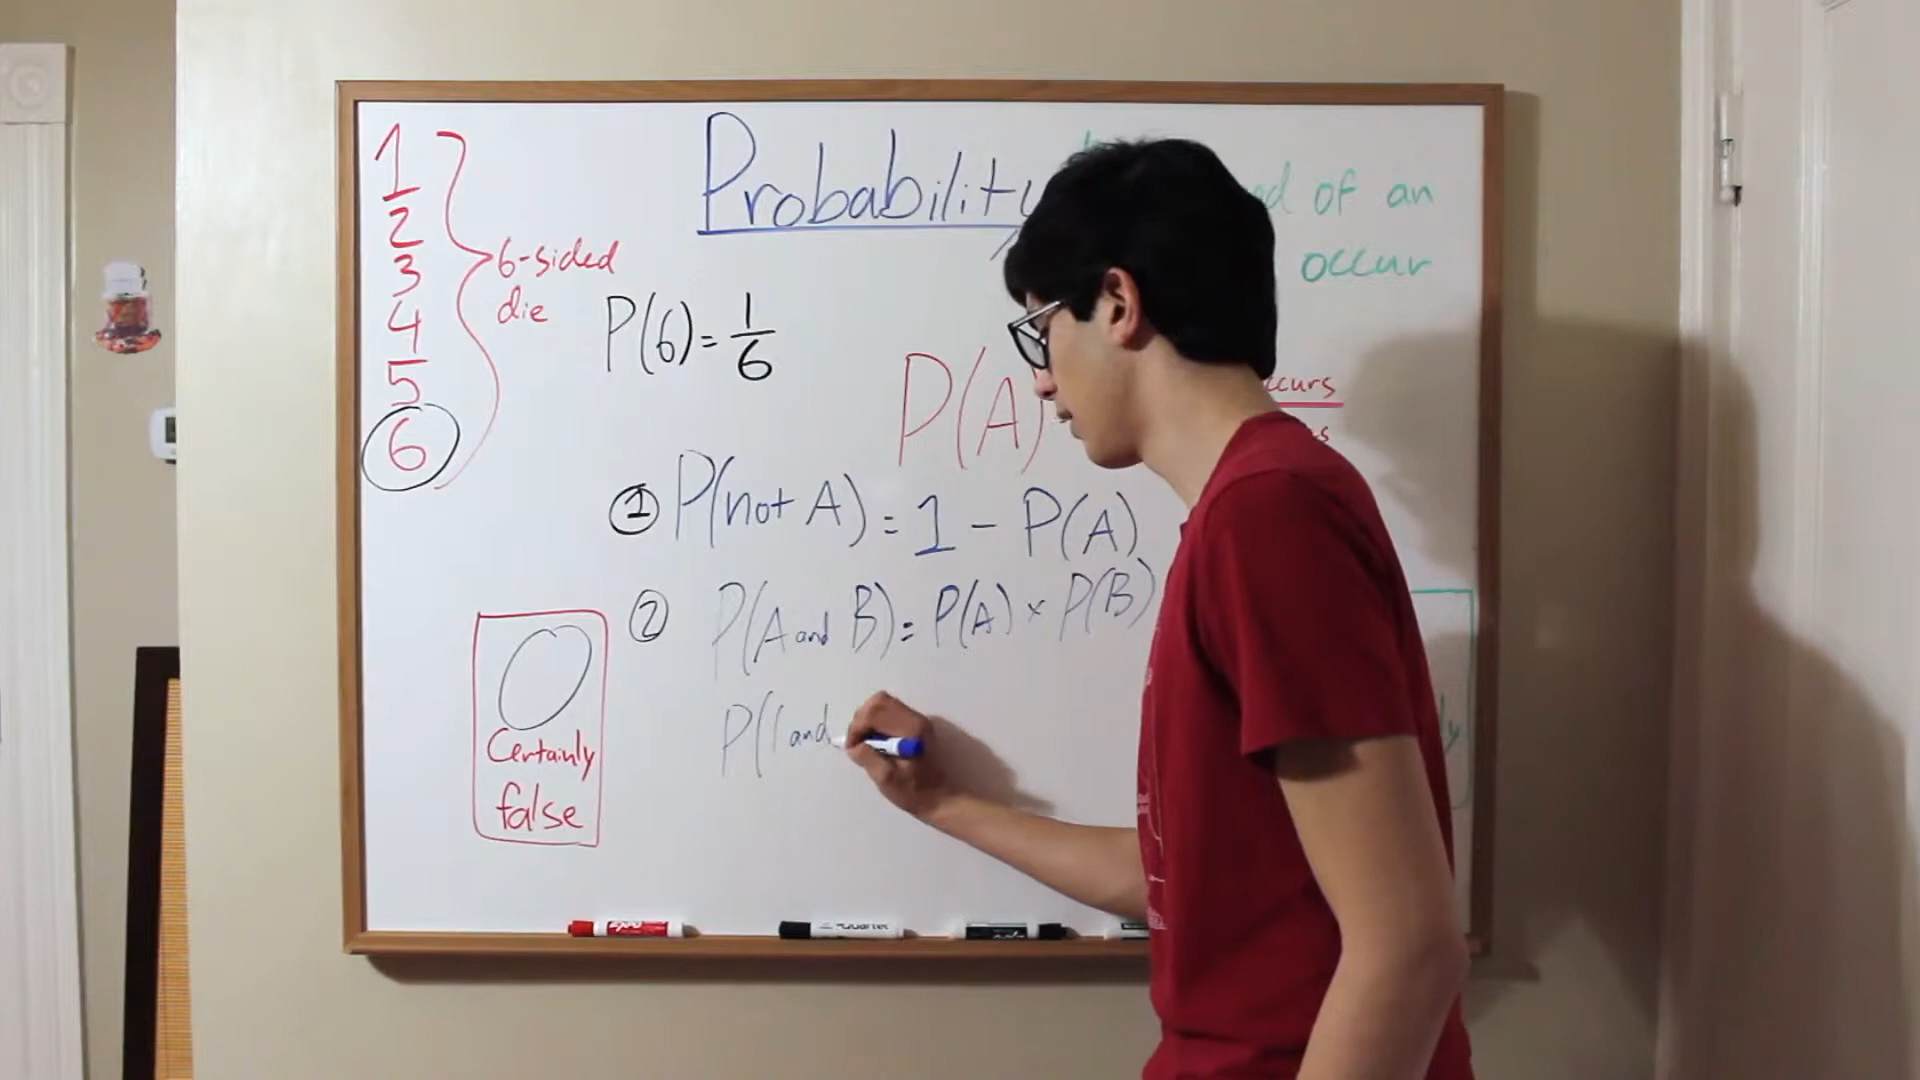 Probability
of an
occur
1
2
3
4
5
6
6-sided
die
P(6) = 1/6
P(A)
occurs
① P(not A) = 1 - P(A)
② P(A and B) = P(A) × P(B)
P(1 and
0
Certainly
false
EXPO